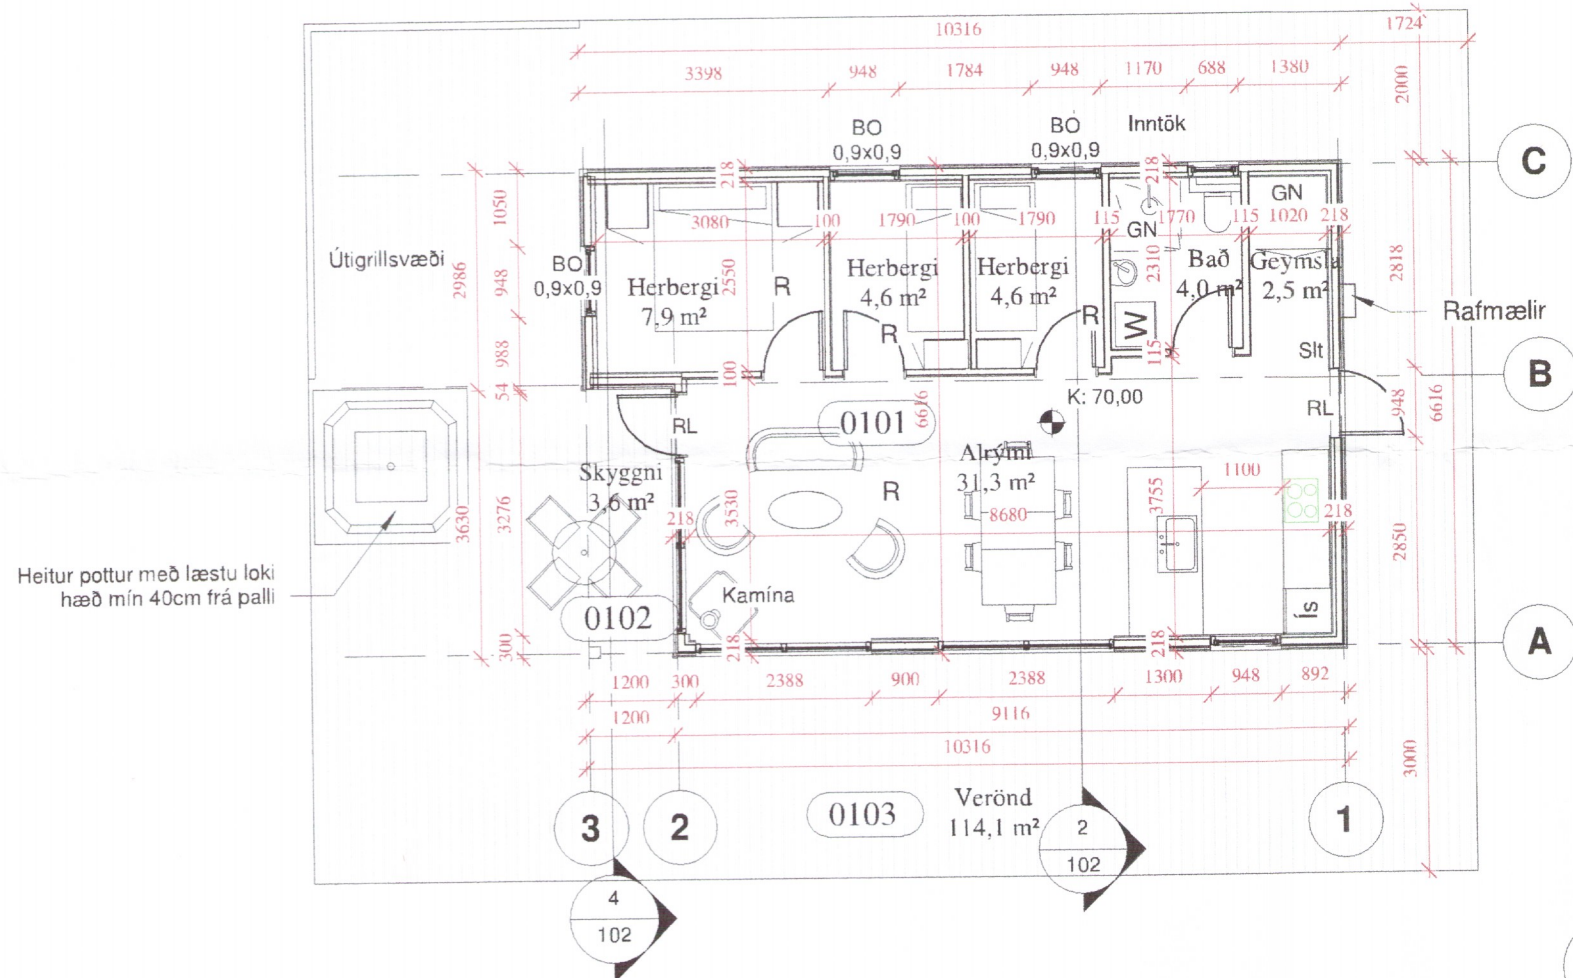 10316
1724
3398
948
1784
948
1170
688
1380
2000
BO
0,9x0,9
BO
0,9x0,9
Inntök
C
218
218
GN
1050
3080
100
1790
100
1790
115
GN
1770
115
1020
218
Útigrillsvæði
2986
948
BO
0,9x0,9
Herbergi
7,9 m²
2550
R
Herbergi
4,6 m²
R
Herbergi
4,6 m²
R
2310
Bað
4,0 m²
Geymsla
2,5 m²
2818
Rafmælir
W
988
115
Slt
B
54
100
6616
K: 70,00
RL
948
6616
RL
0101
Skyggni
3,6 m²
Alrými
31,3 m²
R
1100
3630
3276
218
3530
8680
3755
218
2850
Heitur pottur með læstu loki
hæð mín 40cm frá palli
Kamína
0102
Ís
300
218
218
A
1200
300
2388
900
2388
1300
948
892
1200
9116
10316
3000
3
2
0103
Verönd
114,1 m²
2
102
1
4
102